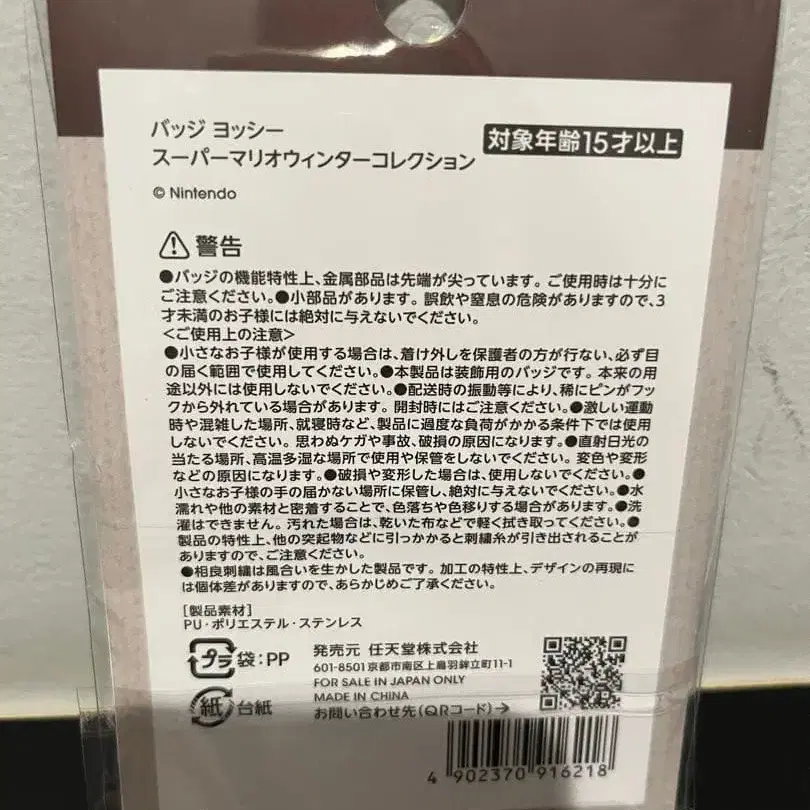 バッジ ヨッシー
スーパーマリオウィンターコレクション
対象年齢15才以上
© Nintendo
警告
●バッジの機能特性上、金属部品は先端が尖っています。ご使用時は十分に
ご注意ください。●小部品があります。誤飲や窒息の危険がありますので、3
才未満のお子様には絶対に与えないでください。
<ご使用上の注意>
●小さなお子様が使用する場合は、着け外しを保護者の方が行ない、必ず目
の届く範囲で使用してください。●本製品は装飾用のバッジです。本来の用
途以外には使用しないでください。●配送時の振動等により、稀にピンがフッ
クから外れている場合があります。開封時にはご注意ください。●激しい運動
時や混雑した場所、就寝時など、製品に過度な負荷がかかる条件下では使用
しないでください。思わぬケガや事故、破損の原因になります。●直射日光の
当たる場所、高温多湿な場所で使用や保管をしないでください。変色や変形
などの原因になります。●破損や変形した場合は、使用しないでください。●
小さなお子様の手の届かない場所に保管し、絶対に与えないでください。●水
濡れや他の素材と密着することで、色落ちや色移りする場合があります。●洗
濯はできません。汚れた場合は、乾いた布などで軽く拭き取ってください。●
製品の特性上、他の突起物などに引っかかると刺繍糸が引き出されることが
ありますので、ご注意ください。
●相良刺繍は風合いを生かした製品です。加工の特性上、デザインの再現に
は個体差がありますので、あらかじめご了承ください。
[製品素材]
PU・ポリエステル・ステンレス
プラ 袋:PP
紙 台紙
発売元 任天堂株式会社
601-8501 京都市南区上鳥羽鉾立町11-1
FOR SALE IN JAPAN ONLY
MADE IN CHINA
お問い合わせ先(QRコード)→
4 902370 916218